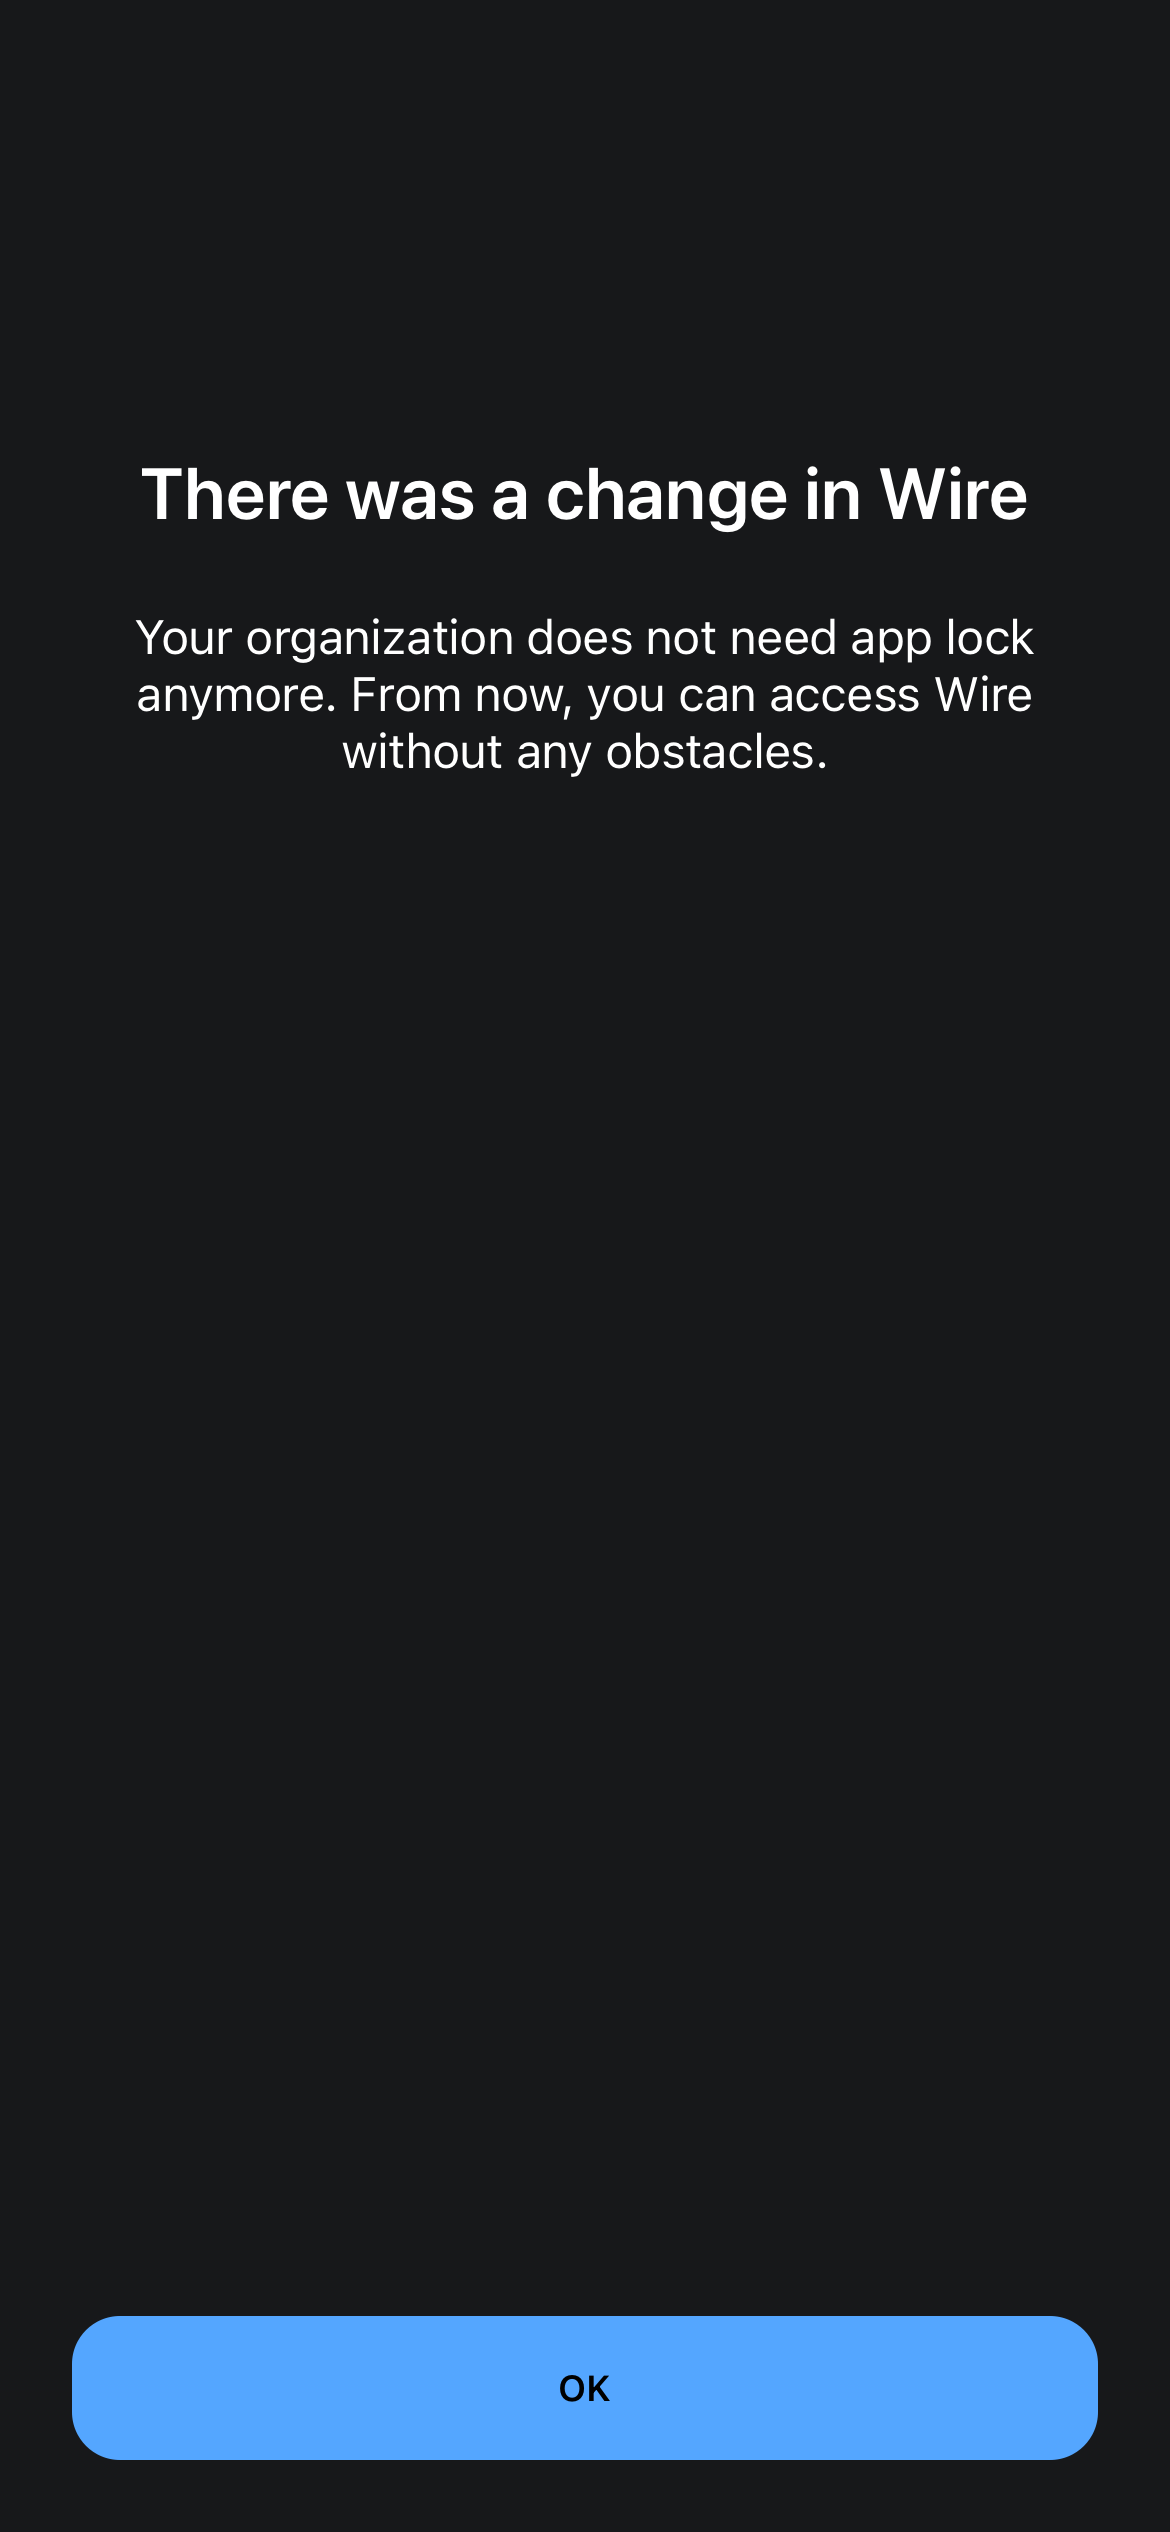 There was a change in Wire
Your organization does not need app lock
anymore. From now, you can access Wire
without any obstacles.
OK